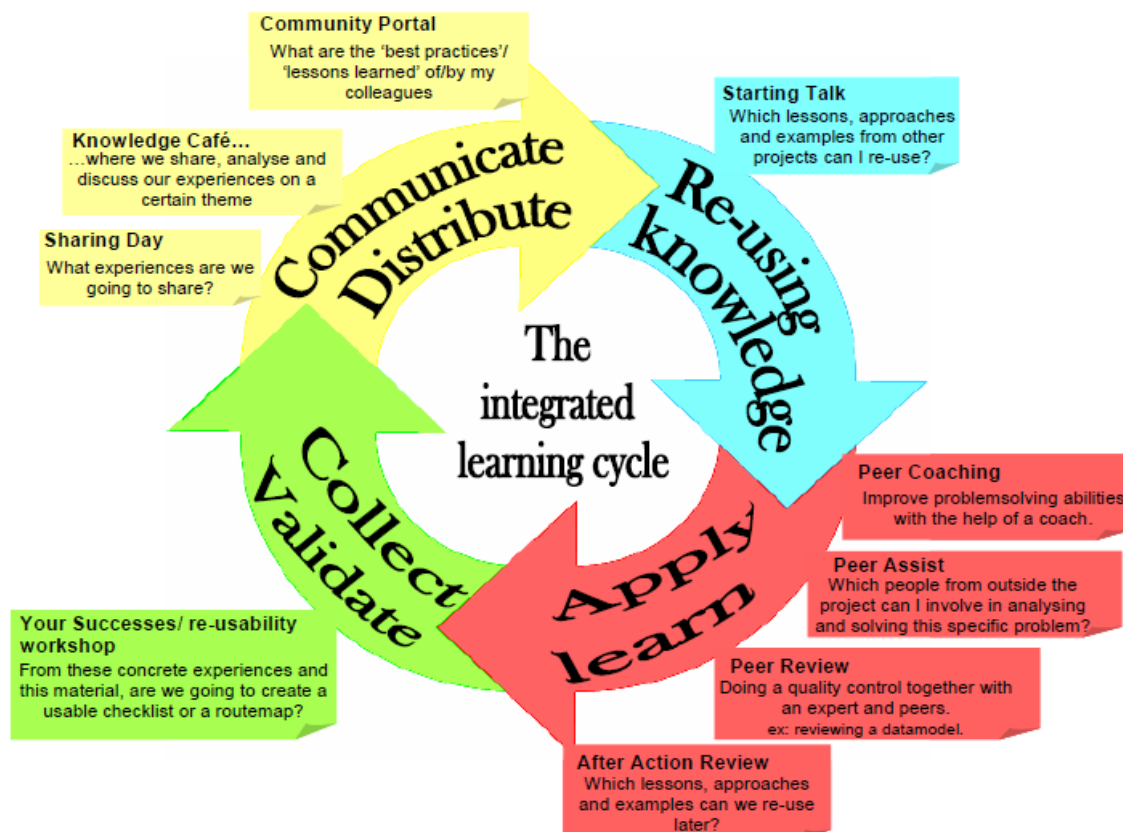 Community Portal
What are the ‘best practices’/
‘lessons learned’ of/by my
colleagues
Starting Talk
Which lessons, approaches
and examples from other
projects can I re-use?
Knowledge Café…
…where we share, analyse and
discuss our experiences on a
certain theme
Sharing Day
What experiences are we
going to share?
Communicate
Distribute
Re-using
knowledge
The
integrated
learning cycle
Collect
Validate
Apply
learn
Peer Coaching
Improve problemsolving abilities
with the help of a coach.
Peer Assist
Which people from outside the
project can I involve in analysing
and solving this specific problem?
Your Successes/ re-usability
workshop
From these concrete experiences and
this material, are we going to create a
usable checklist or a routemap?
Peer Review
Doing a quality control together with
an expert and peers.
ex: reviewing a datamodel.
After Action Review
Which lessons, approaches
and examples can we re-use
later?